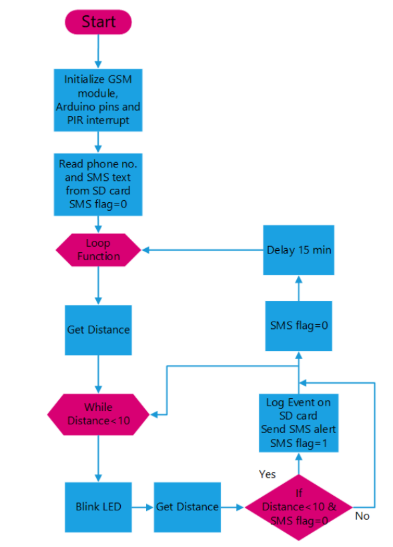 Start
Initialize GSM
module,
Arduino pins and
PIR interrupt
Read phone no.
and SMS text
from SD card
SMS flag=0
Loop
Function
Delay 15 min
Get Distance
SMS flag=0
While
Distance<10
Log Event on
SD card
Send SMS alert
SMS flag=1
Yes
Blink LED
Get Distance
If
Distance<10 &
SMS flag=0
No